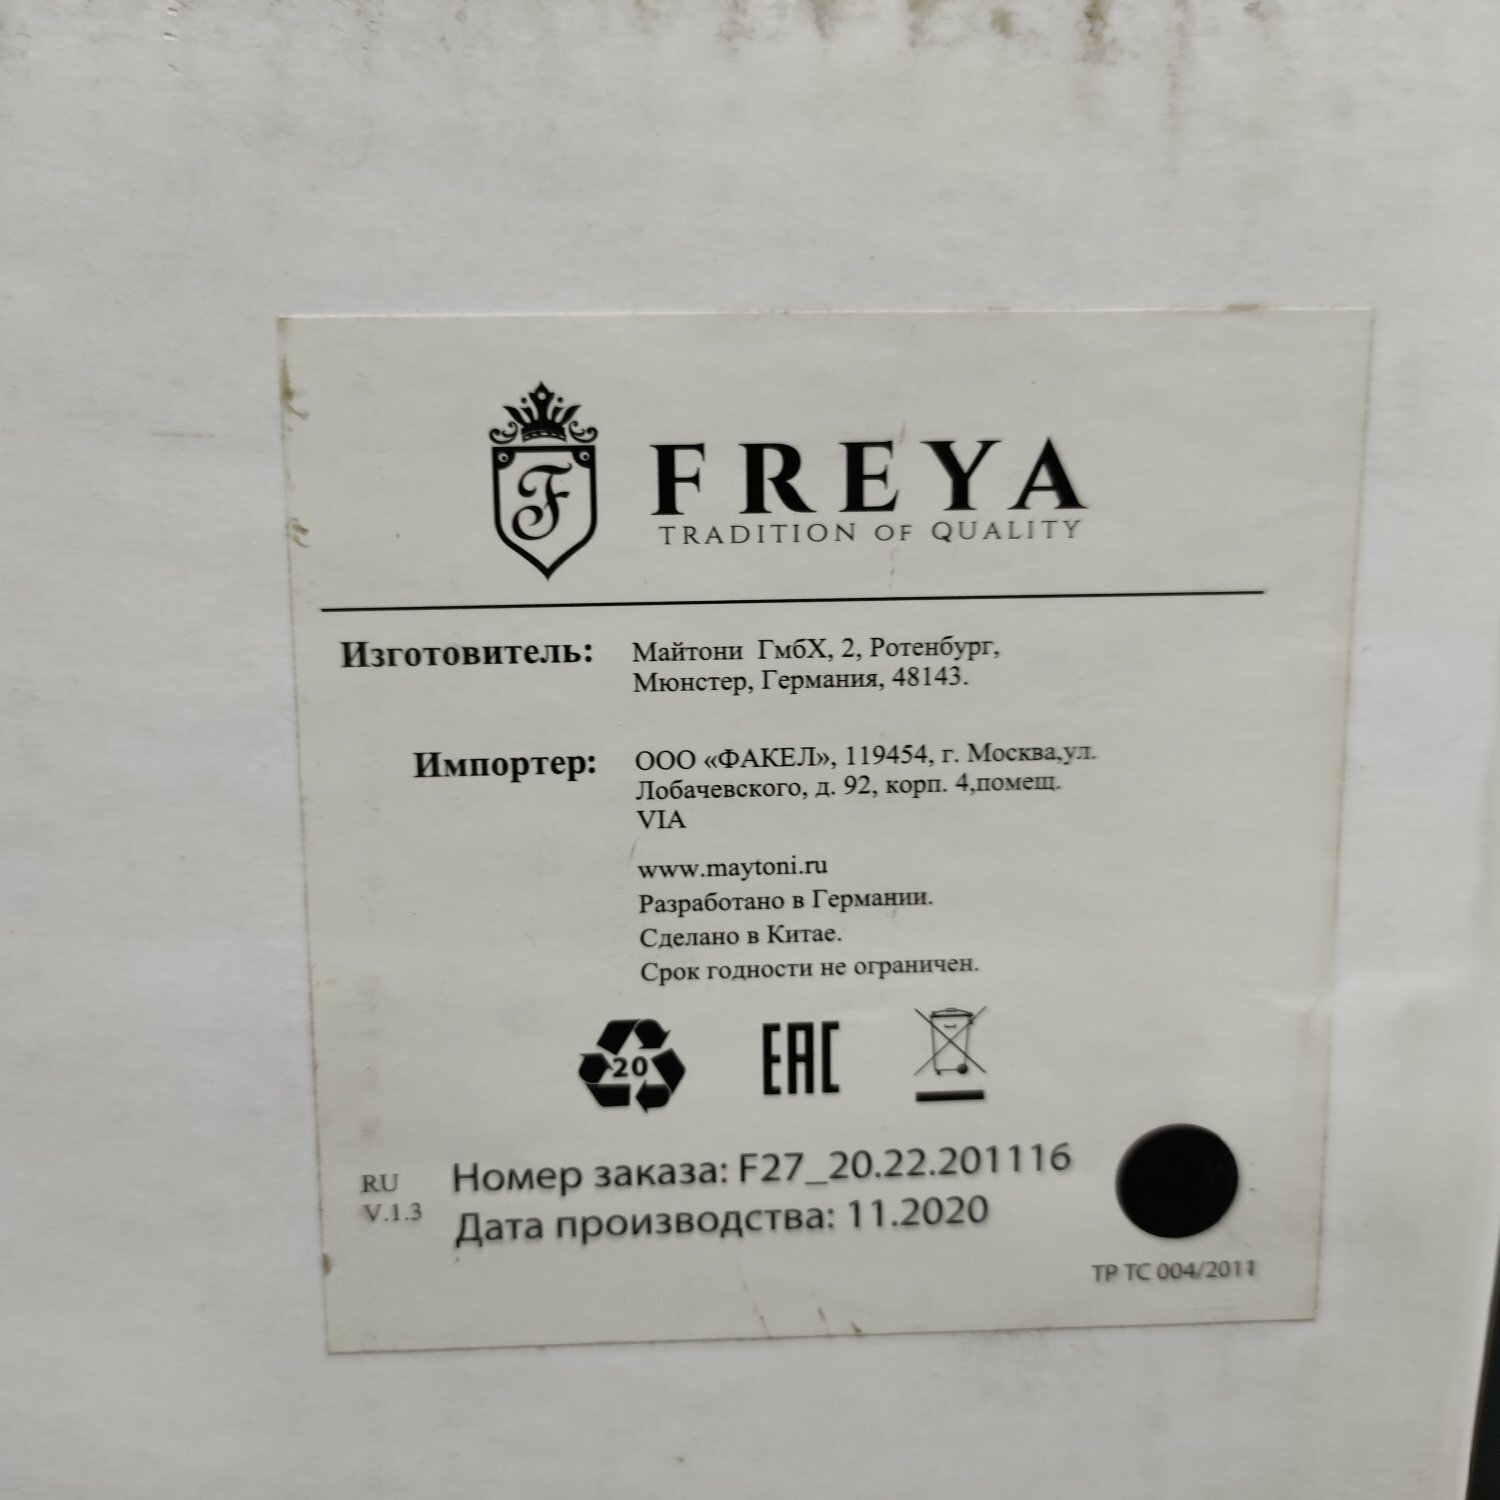 F
FREYA
TRADITION OF QUALITY
Изготовитель: Майтони ГмбХ, 2, Ротенбург,
Мюнстер, Германия, 48143.
Импортер: ООО «ФАКЕЛ», 119454, г. Москва,ул.
Лобачевского, д. 92, корп. 4,помещ.
VIA
www.maytoni.ru
Разработано в Германии.
Сделано в Китае.
Срок годности не ограничен.
20
EAC
RU
V.1.3
Номер заказа: F27_20.22.201116
Дата производства: 11.2020
ТР ТС 004/2011